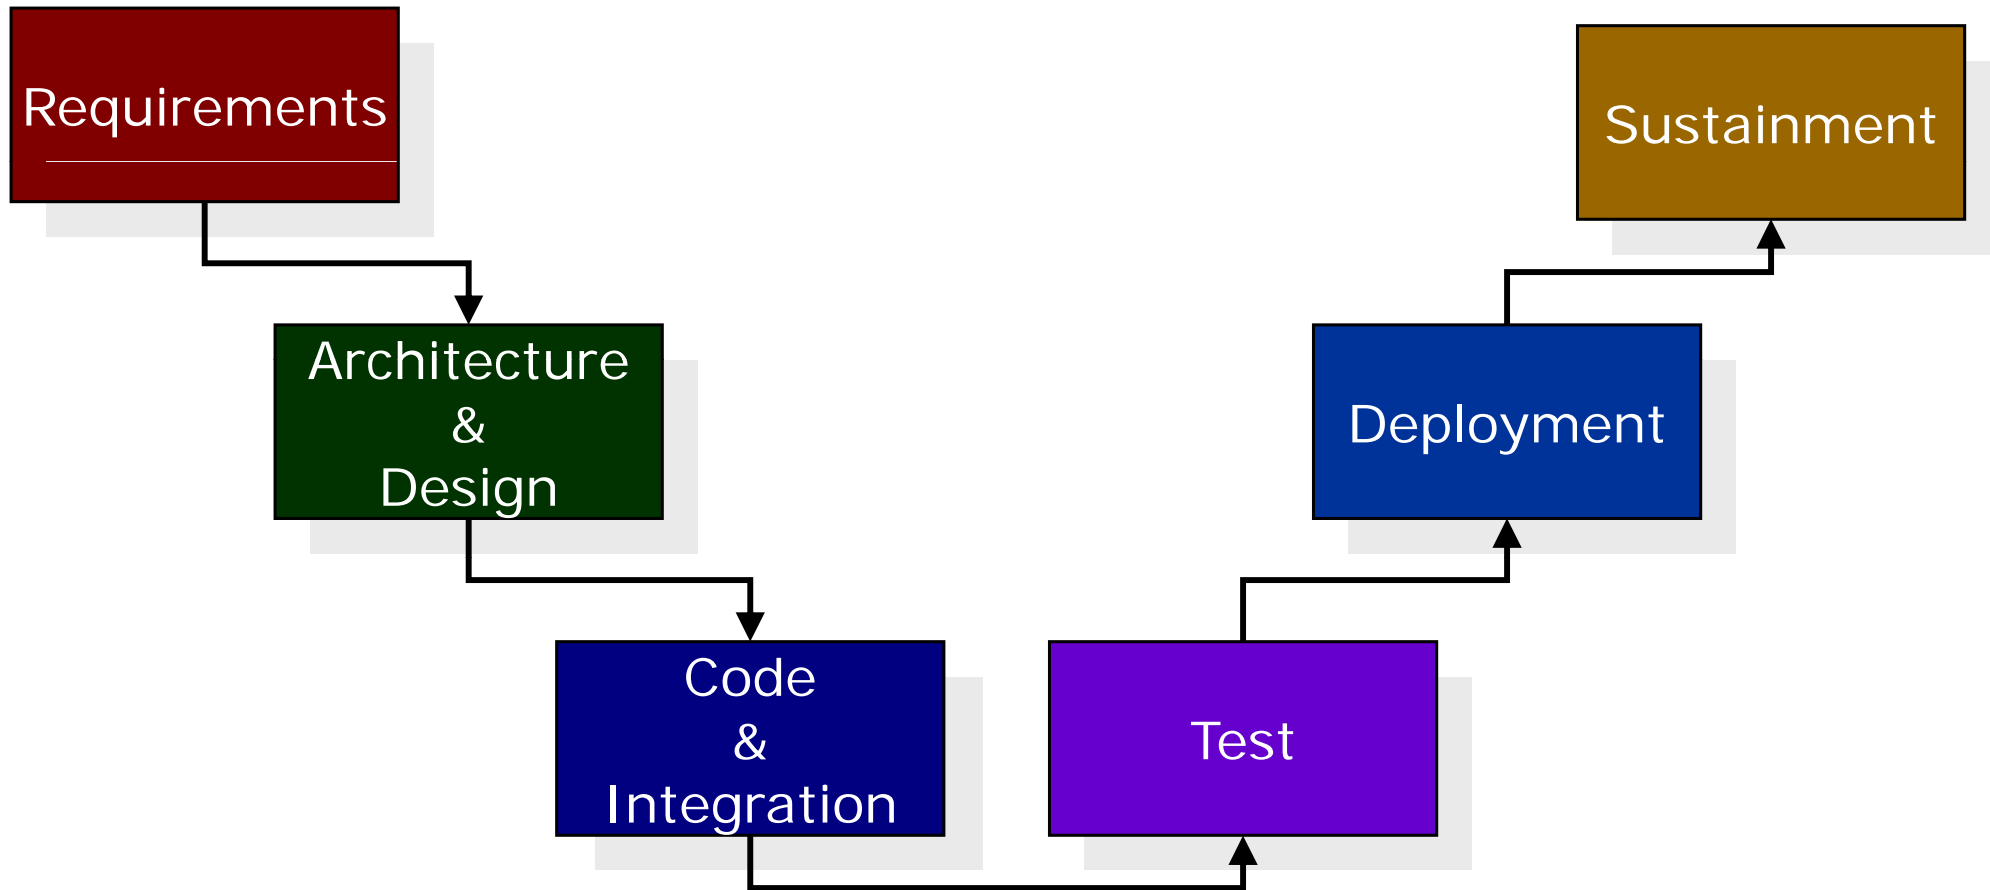 Requirements
Architecture
&
Design
Code
&
Integration
Test
Deployment
Sustainment